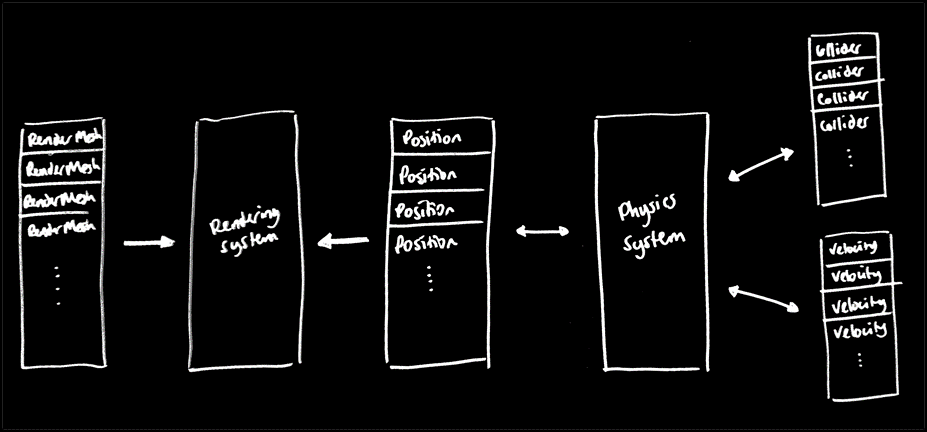 RenderMesh
RenderMesh
RenderMesh
RenderMesh
Rendering
system
Position
Position
Position
Position
Physics
system
Collider
Collider
Collider
Collider
Velocity
Velocity
Velocity
Velocity